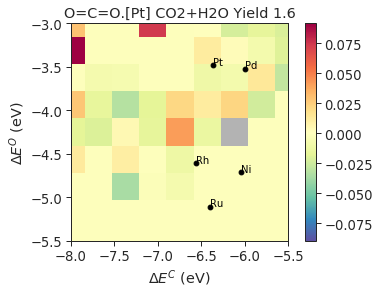 O=C=O.[Pt] CO2+H2O Yield 1.6
−3.0
−3.5
−4.0
−4.5
−5.0
−5.5
ΔE^O (eV)
Pt
Pd
Rh
Ni
Ru
−8.0 −7.5 −7.0 −6.5 −6.0 −5.5
ΔE^C (eV)
0.075
0.050
0.025
0.000
−0.025
−0.050
−0.075